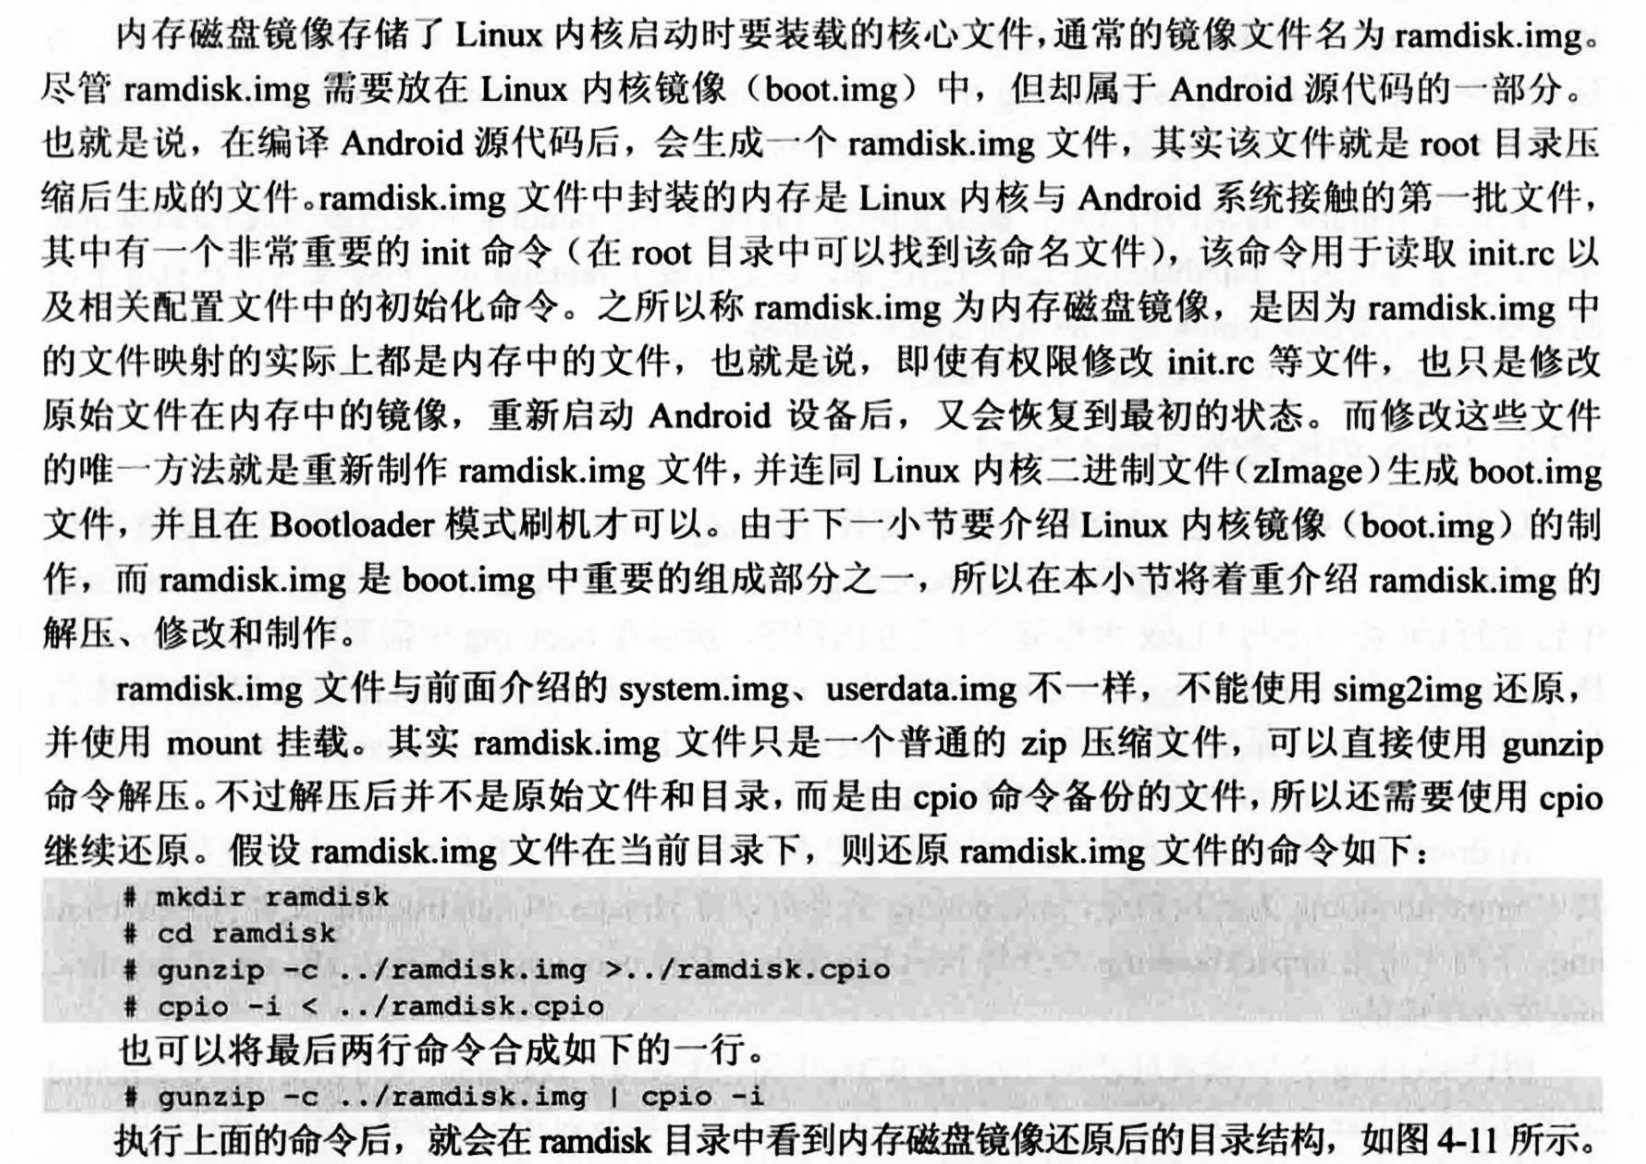 内存磁盘镜像存储了 Linux 内核启动时要装载的核心文件，通常的镜像文件名为 ramdisk.img。
尽管 ramdisk.img 需要放在 Linux 内核镜像（boot.img）中，但却属于 Android 源代码的一部分。
也就是说，在编译 Android 源代码后，会生成一个 ramdisk.img 文件，其实该文件就是 root 目录压
缩后生成的文件。ramdisk.img 文件中封装的内存是 Linux 内核与 Android 系统接触的第一批文件，
其中有一个非常重要的 init 命令（在 root 目录中可以找到该命名文件），该命令用于读取 init.rc 以
及相关配置文件中的初始化命令。之所以称 ramdisk.img 为内存磁盘镜像，是因为 ramdisk.img 中
的文件映射的实际上都是内存中的文件，也就是说，即使有权限修改 init.rc 等文件，也只是修改
原始文件在内存中的镜像，重新启动 Android 设备后，又会恢复到最初的状态。而修改这些文件
的唯一方法就是重新制作 ramdisk.img 文件，并连同 Linux 内核二进制文件（zImage）生成 boot.img
文件，并且在 Bootloader 模式刷机才可以。由于下一小节要介绍 Linux 内核镜像（boot.img）的制
作，而 ramdisk.img 是 boot.img 中重要的组成部分之一，所以在本小节将着重介绍 ramdisk.img 的
解压、修改和制作。
ramdisk.img 文件与前面介绍的 system.img、userdata.img 不一样，不能使用 simg2img 还原，
并使用 mount 挂载。其实 ramdisk.img 文件只是一个普通的 zip 压缩文件，可以直接使用 gunzip
命令解压。不过解压后并不是原始文件和目录，而是由 cpio 命令备份的文件，所以还需要使用 cpio
继续还原。假设 ramdisk.img 文件在当前目录下，则还原 ramdisk.img 文件的命令如下：
# mkdir ramdisk
# cd ramdisk
# gunzip -c ../ramdisk.img >../ramdisk.cpio
# cpio -i < ../ramdisk.cpio
也可以将最后两行命令合成如下的一行。
# gunzip -c ../ramdisk.img | cpio -i
执行上面的命令后，就会在 ramdisk 目录中看到内存磁盘镜像还原后的目录结构，如图 4-11 所示。